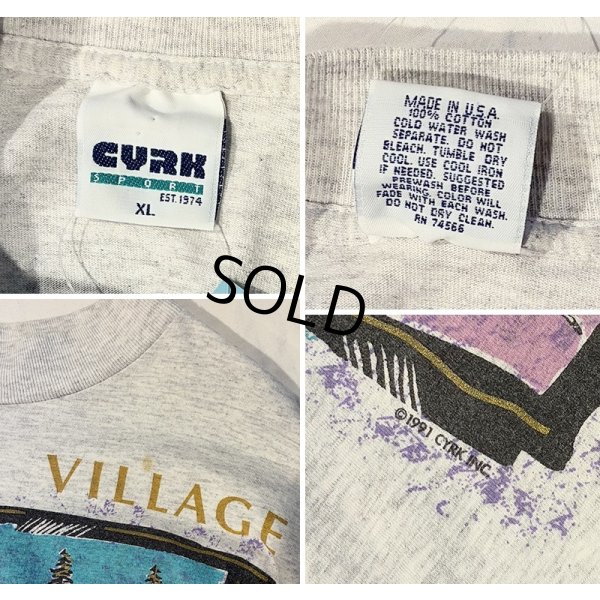 CYRK
SPORT
EST. 1974
XL
MADE IN U.S.A.
100% COTTON
COLD WATER WASH
SEPARATE. DO NOT
BLEACH. TUMBLE DRY
COOL. USE COOL IRON
IF NEEDED. SUGGESTED
PREWASH BEFORE
WEARING. COLOR WILL
FADE WITH EACH WASH.
DO NOT DRY CLEAN.
RN 74566
SOLD
VILLAGE
©1991 CYRK INC.